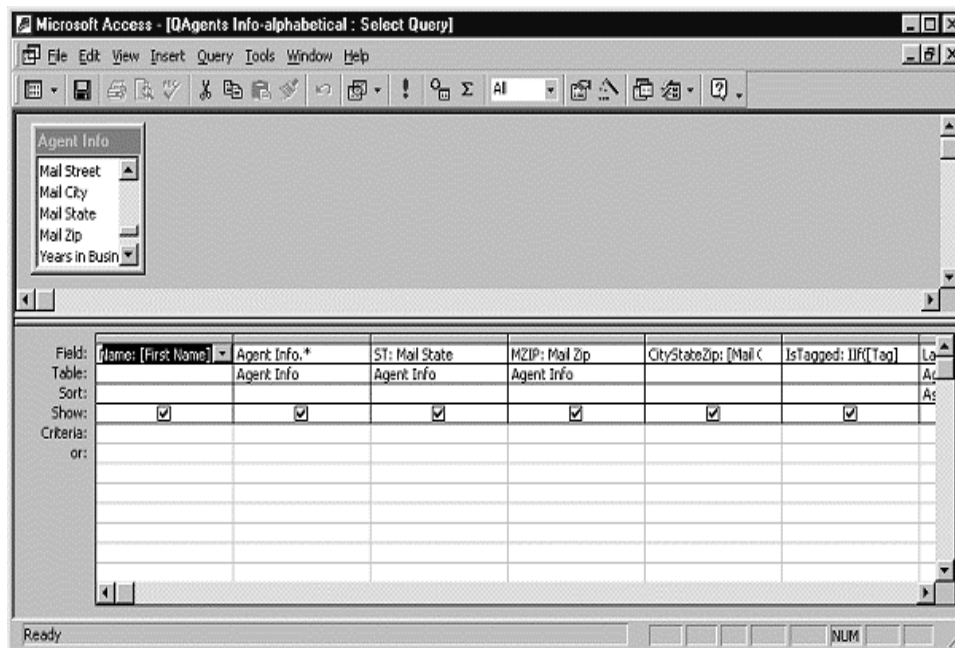 Microsoft Access - [QAgents Info-alphabetical : Select Query]
File Edit View Insert Query Tools Window Help
All
Agent Info
Mail Street
Mail City
Mail State
Mail Zip
Years in Busin
Field: Name: [First Name] Agent Info.* ST: Mail State MZIP: Mail Zip CityStateZip: [Mail C IsTagged: IIf([Tag] La
Table: Agent Info Agent Info Agent Info
Sort: As
Show:
Criteria:
or:
Ready NUM